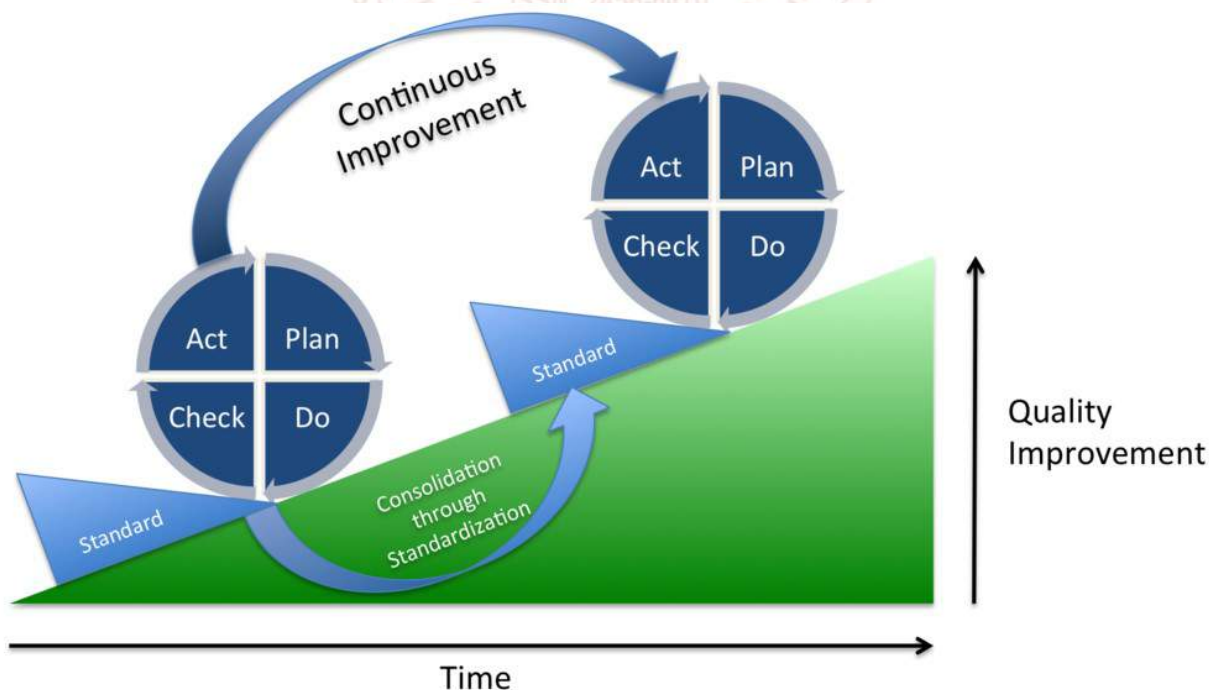 Continuous
Improvement
Act
Plan
Check
Do
Act
Plan
Check
Do
Standard
Standard
Consolidation
through
Standardization
Quality
Improvement
Time